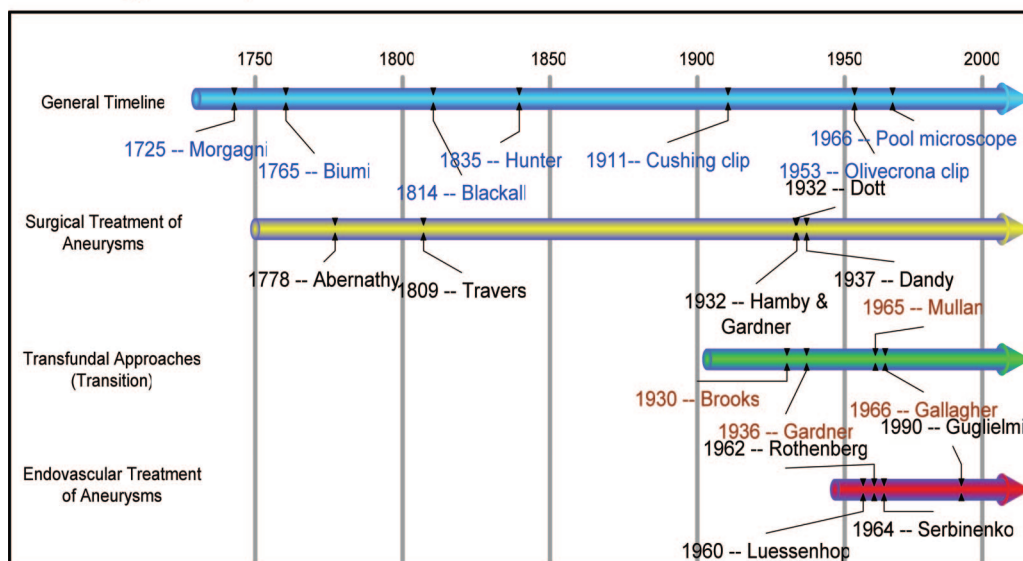 1750 1800 1850 1900 1950 2000
General Timeline
1725 -- Morgagni
1765 -- Biumi
1814 -- Blackall
1835 -- Hunter
1911-- Cushing clip
1966 -- Pool microscope
1953 -- Olivecrona clip
1932 -- Dott
Surgical Treatment of
Aneurysms
1778 -- Abernathy
1809 -- Travers
1932 -- Hamby &
Gardner
1937 -- Dandy
1965 -- Mullan
Transfundal Approaches
(Transition)
1930 -- Brooks
1936 -- Gardner
1966 -- Gallagher
1990 -- Guglielmi
1962 -- Rothenberg
Endovascular Treatment
of Aneurysms
1964 -- Serbinenko
1960 -- Luessenhop